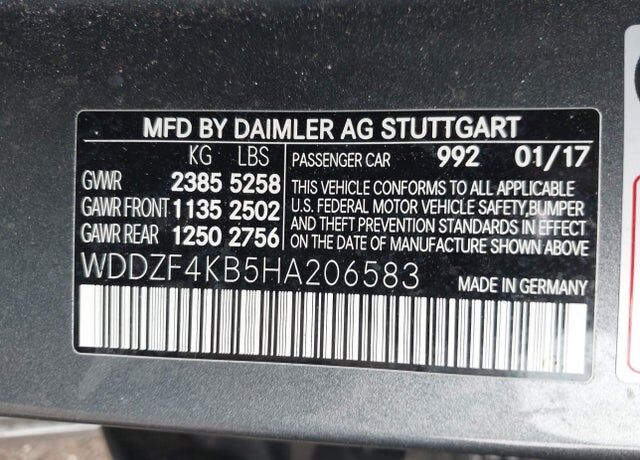 MFD BY DAIMLER AG STUTTGART
KG LBS
GVWR 2385 5258
GAWR FRONT 1135 2502
GAWR REAR 1250 2756
PASSENGER CAR 992 01/17
THIS VEHICLE CONFORMS TO ALL APPLICABLE
U.S. FEDERAL MOTOR VEHICLE SAFETY,BUMPER
AND THEFT PREVENTION STANDARDS IN EFFECT
ON THE DATE OF MANUFACTURE SHOWN ABOVE
WDDZF4KB5HA206583 MADE IN GERMANY